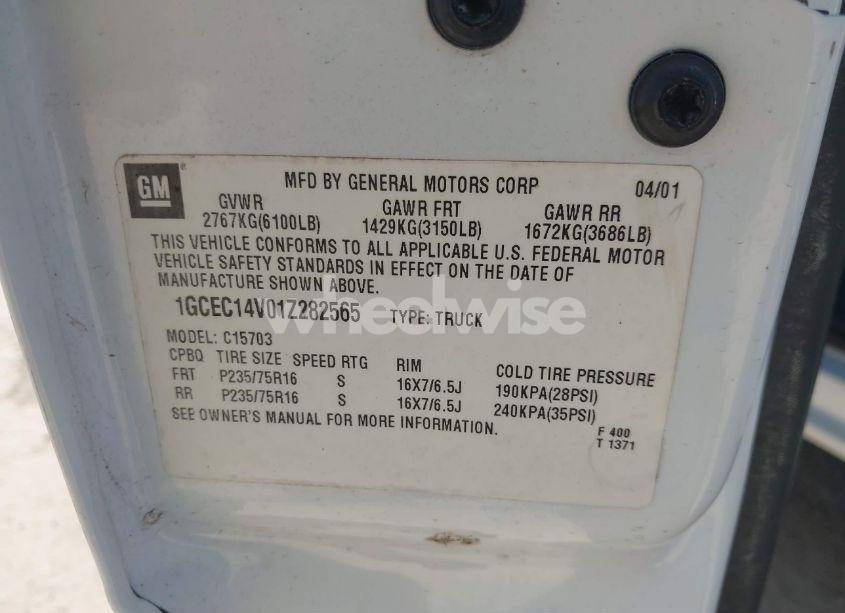 GM
MFD BY GENERAL MOTORS CORP 04/01
GVWR GAWR FRT GAWR RR
2767KG(6100LB) 1429KG(3150LB) 1672KG(3686LB)
THIS VEHICLE CONFORMS TO ALL APPLICABLE U.S. FEDERAL MOTOR
VEHICLE SAFETY STANDARDS IN EFFECT ON THE DATE OF
MANUFACTURE SHOWN ABOVE.
1GCEC14V01Z282565 TYPE: TRUCK
wheelwise
MODEL: C15703
CPBQ TIRE SIZE SPEED RTG RIM COLD TIRE PRESSURE
FRT P235/75R16 S 16X7/6.5J 190KPA(28PSI)
RR P235/75R16 S 16X7/6.5J 240KPA(35PSI)
SEE OWNER'S MANUAL FOR MORE INFORMATION.
F 400
T 1371